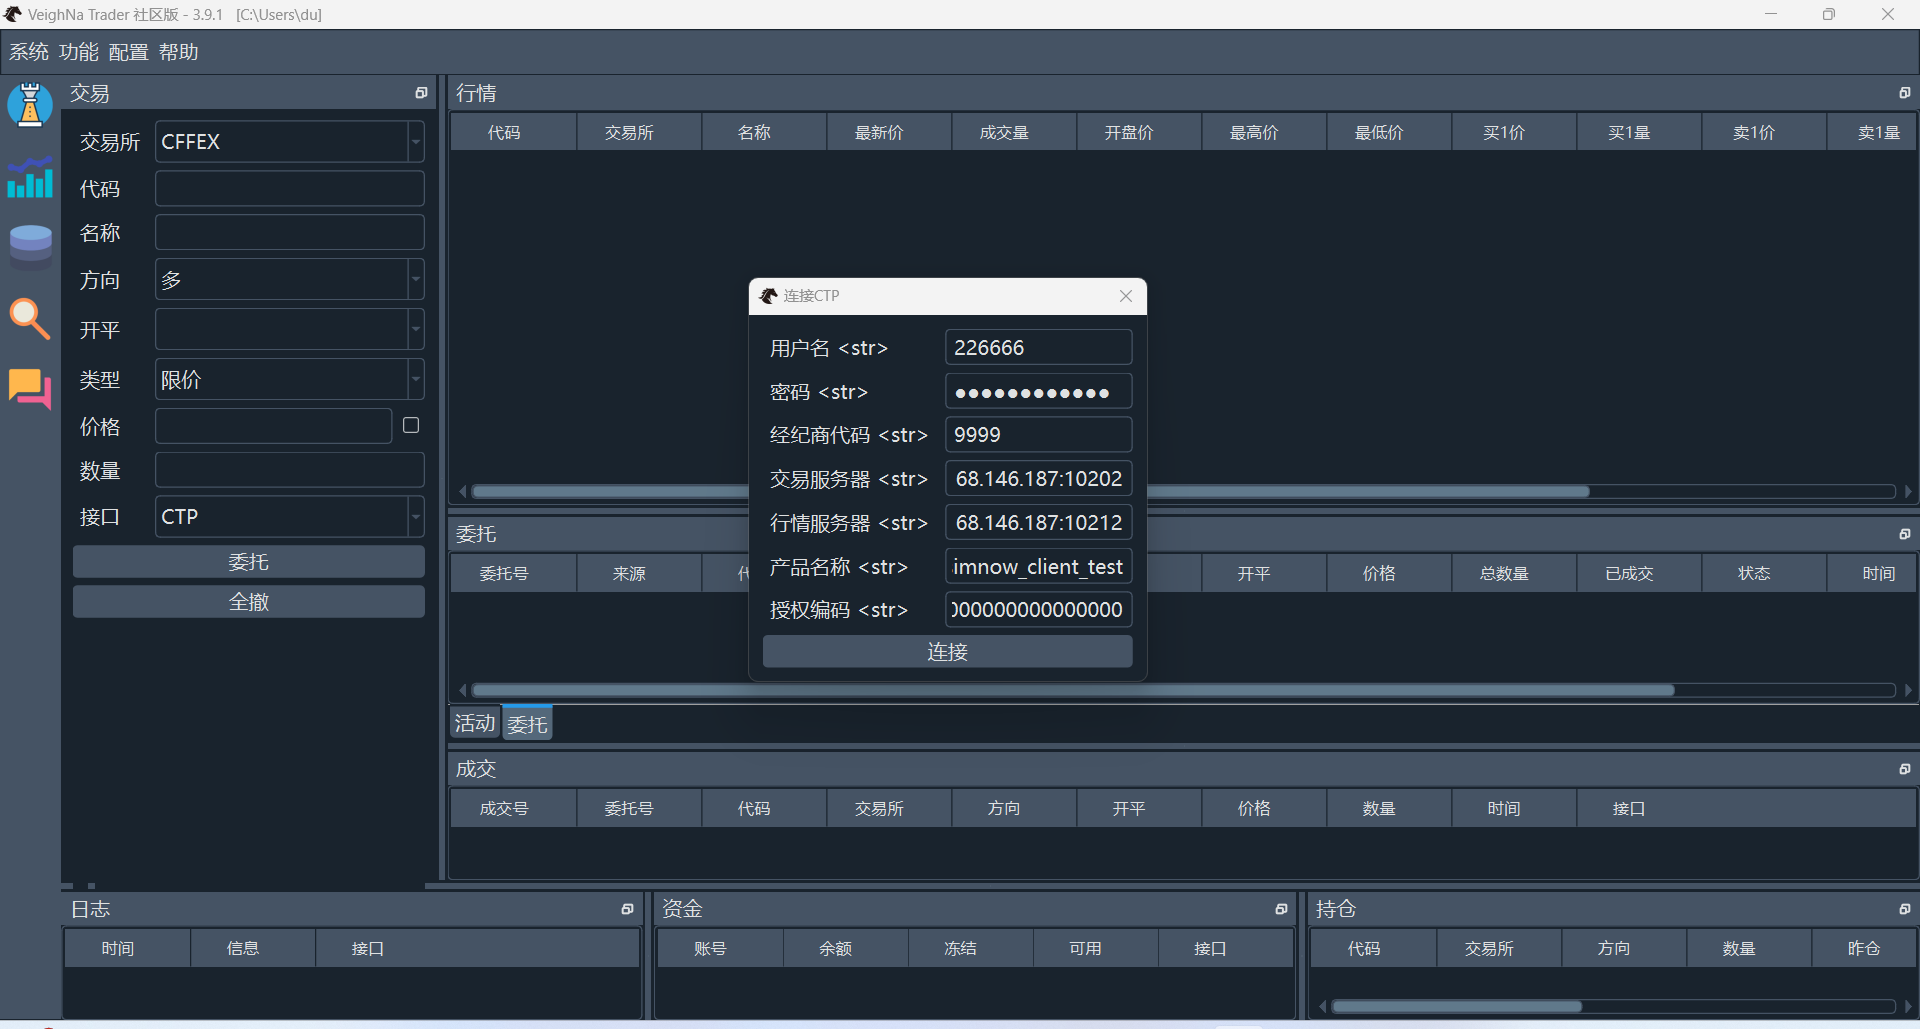 VeighNa Trader 社区版 - 3.9.1   [C:\Users\du]
系统 功能 配置 帮助
交易
交易所 CFFEX
代码
名称
方向 多
开平
类型 限价
价格
数量
接口 CTP
委托
全撤
行情
代码 交易所 名称 最新价 成交量 开盘价 最高价 最低价 买1价 买1量 卖1价 卖1量
连接CTP
用户名 <str> 226666
密码 <str> ●●●●●●●●●●●●
经纪商代码 <str> 9999
交易服务器 <str> 68.146.187:10202
行情服务器 <str> 68.146.187:10212
产品名称 <str> imnow_client_test
授权编码 <str> 000000000000000
连接
委托
委托号 来源 开平 价格 总数量 已成交 状态 时间
活动 委托
成交
成交号 委托号 代码 交易所 方向 开平 价格 数量 时间 接口
日志
时间 信息 接口
资金
账号 余额 冻结 可用 接口
持仓
代码 交易所 方向 数量 昨仓